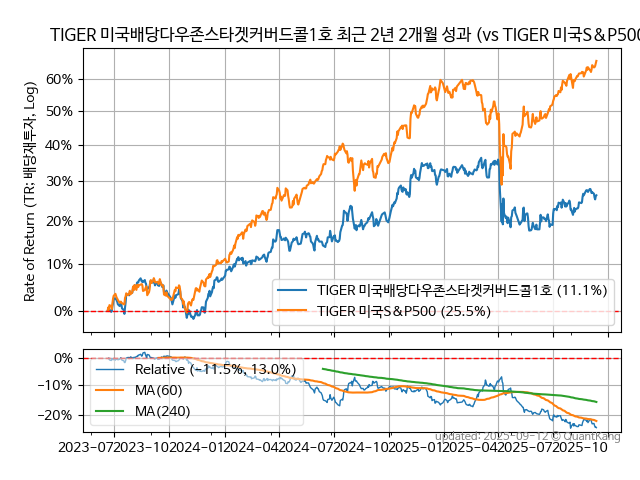 TIGER 미국배당다우존스타겟커버드콜1호 최근 2년 2개월 성과 (vs TIGER 미국S&P500
Rate of Return (TR: 배당재투자, Log)
60%
50%
40%
30%
20%
10%
0%
TIGER 미국배당다우존스타겟커버드콜1호 (11.1%)
TIGER 미국S&P500 (25.5%)
0%
−10%
−20%
Relative (−11.5%, 13.0%)
MA(60)
MA(240)
updated: 2025-09-12 © QuantKang
2023-07
2023-10
2024-01
2024-04
2024-07
2024-10
2025-01
2025-04
2025-07
2025-10